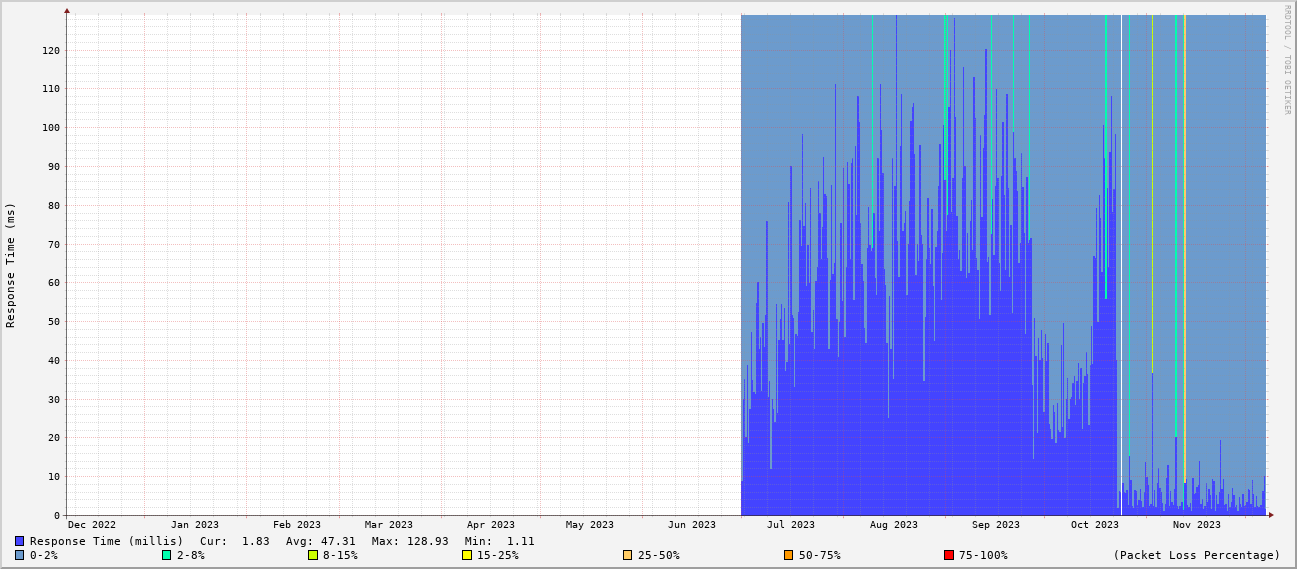 RRDTOOL / TOBI OETIKER
Response Time (ms)
120
110
100
90
80
70
60
50
40
30
20
10
0
Dec 2022 Jan 2023 Feb 2023 Mar 2023 Apr 2023 May 2023 Jun 2023 Jul 2023 Aug 2023 Sep 2023 Oct 2023 Nov 2023
Response Time (millis) Cur: 1.83 Avg: 47.31 Max: 128.93 Min: 1.11
0-2% 2-8% 8-15% 15-25% 25-50% 50-75% 75-100% (Packet Loss Percentage)